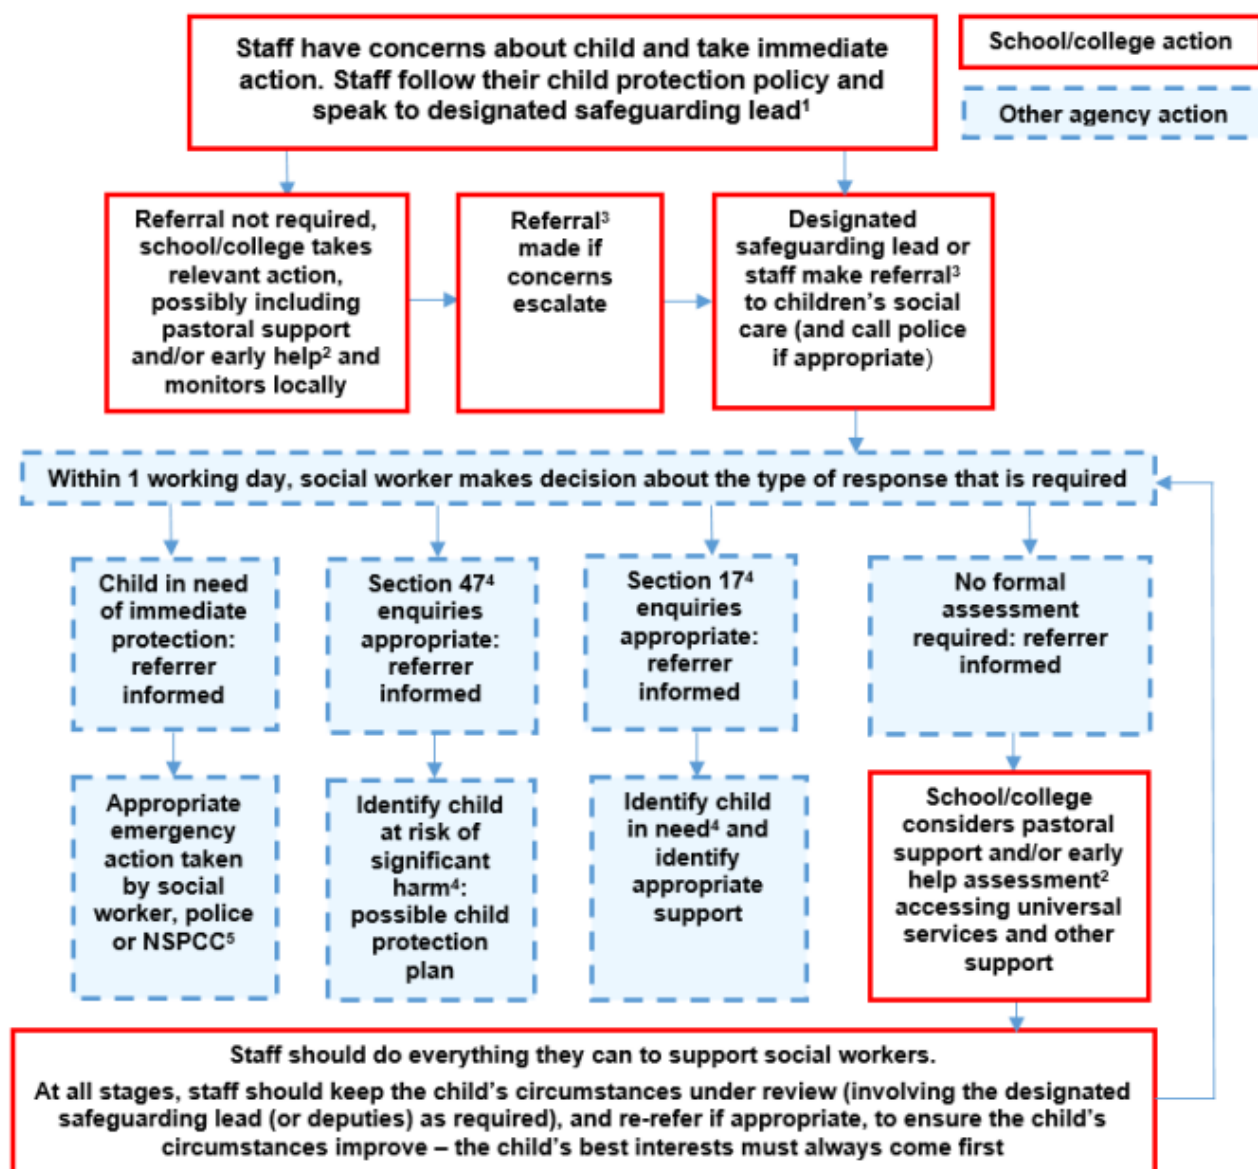 Staff have concerns about child and take immediate
action. Staff follow their child protection policy and
speak to designated safeguarding lead¹
School/college action
Other agency action
Referral not required,
school/college takes
relevant action,
possibly including
pastoral support
and/or early help² and
monitors locally
Referral³
made if
concerns
escalate
Designated
safeguarding lead or
staff make referral³
to children's social
care (and call police
if appropriate)
Within 1 working day, social worker makes decision about the type of response that is required
Child in need
of immediate
protection:
referrer
informed
Section 47⁴
enquiries
appropriate:
referrer
informed
Section 17⁴
enquiries
appropriate:
referrer
informed
No formal
assessment
required: referrer
informed
Appropriate
emergency
action taken
by social
worker, police
or NSPCC⁵
Identify child
at risk of
significant
harm⁴:
possible child
protection
plan
Identify child
in need⁴ and
identify
appropriate
support
School/college
considers pastoral
support and/or early
help assessment²
accessing universal
services and other
support
Staff should do everything they can to support social workers.
At all stages, staff should keep the child's circumstances under review (involving the designated
safeguarding lead (or deputies) as required), and re-refer if appropriate, to ensure the child's
circumstances improve – the child's best interests must always come first